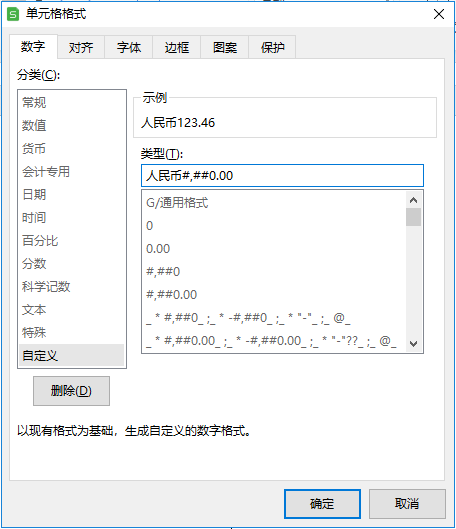 S 单元格格式
数字 对齐 字体 边框 图案 保护
分类(C):
常规
数值
货币
会计专用
日期
时间
百分比
分数
科学记数
文本
特殊
自定义
示例
人民币123.46
类型(T):
人民币#,##0.00
G/通用格式
0
0.00
#,##0
#,##0.00
_ * #,##0_ ;_ * -#,##0_ ;_ * "-"_ ;_ @_
_ * #,##0.00_ ;_ * -#,##0.00_ ;_ * "-"??_ ;_ @_
删除(D)
以现有格式为基础，生成自定义的数字格式。
确定 取消